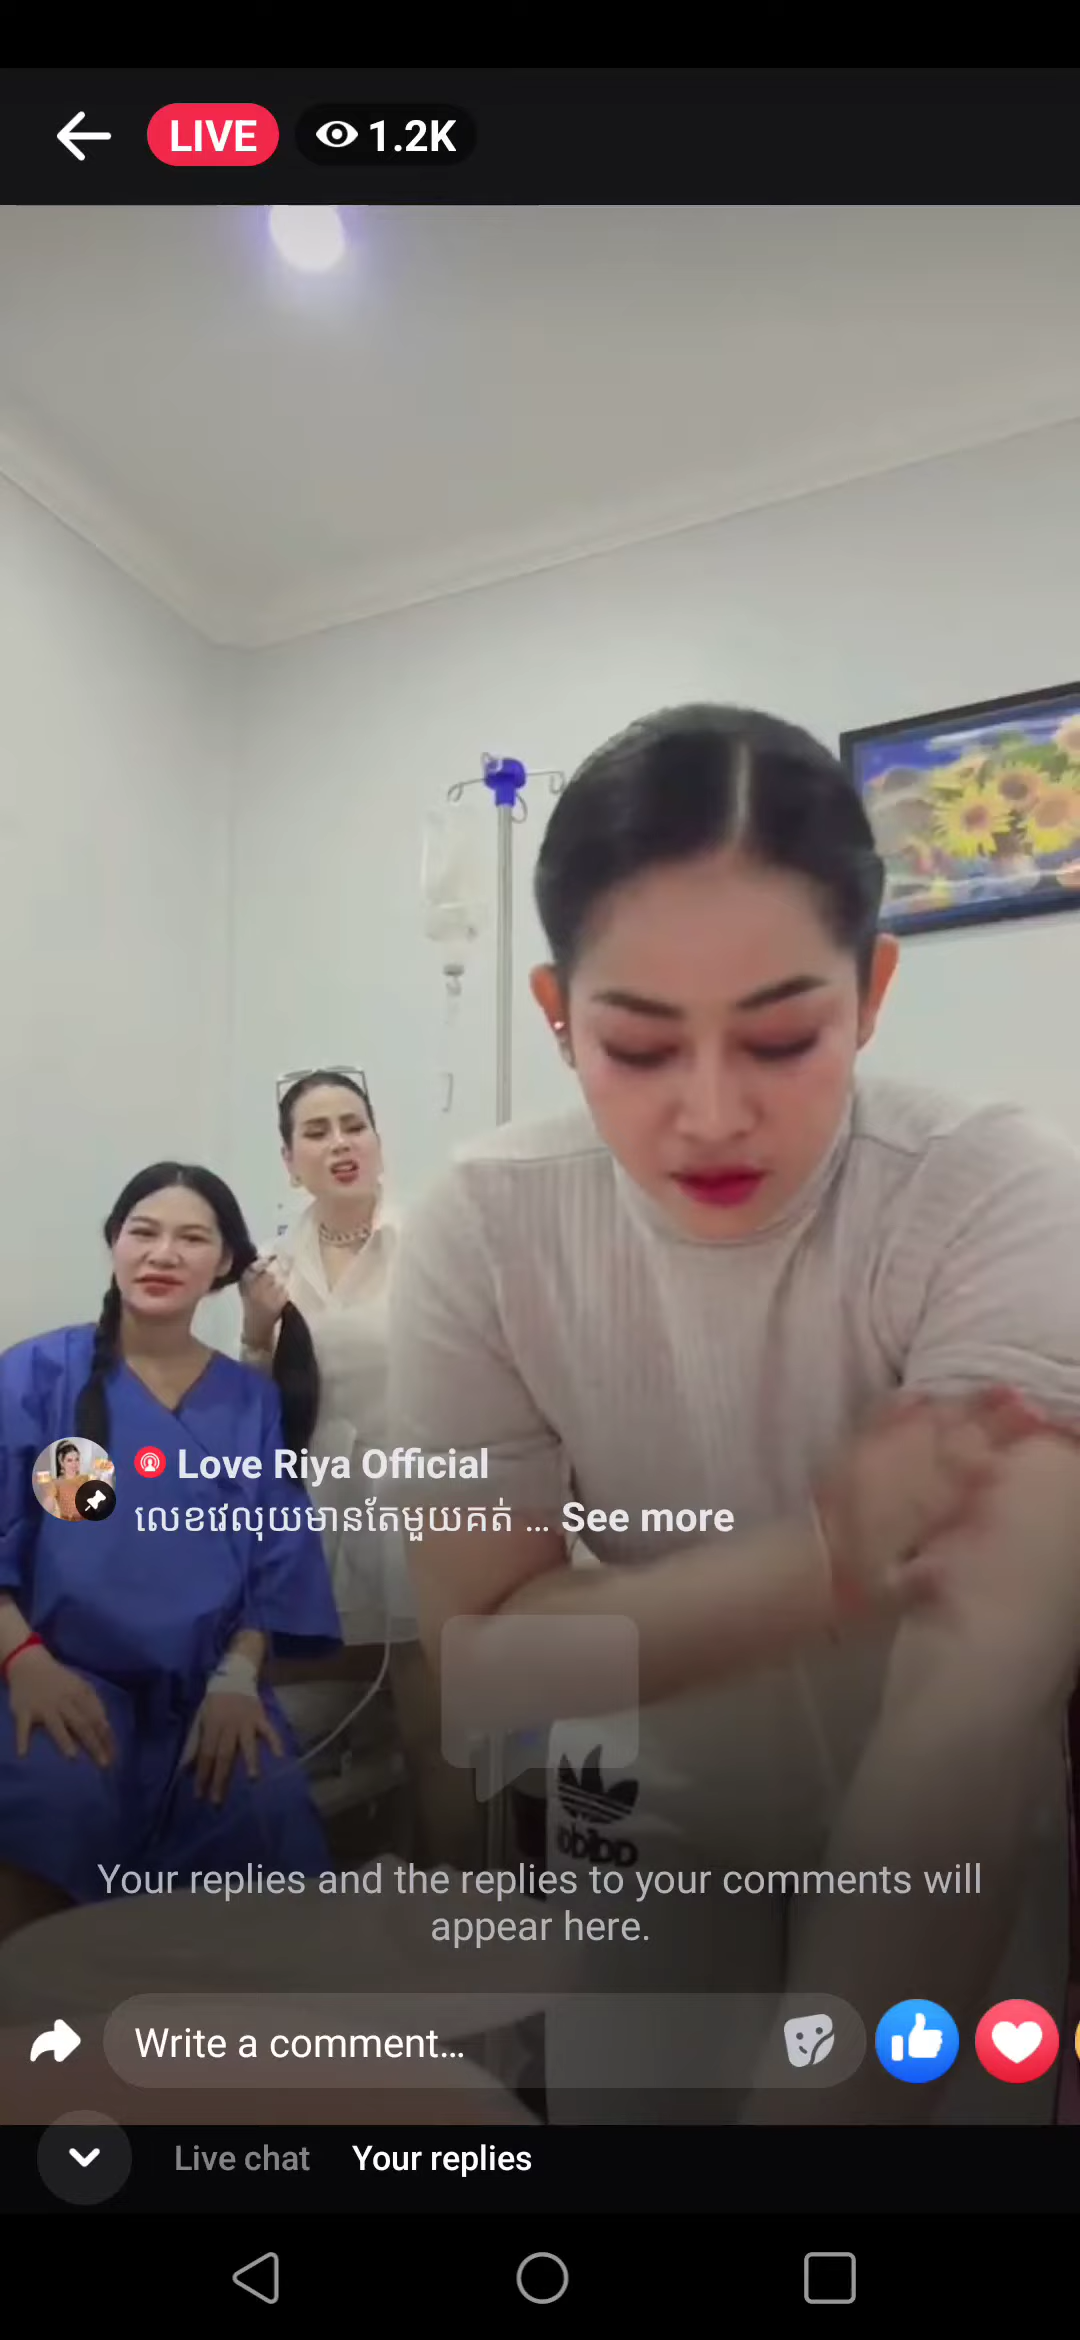 LIVE 1.2K
Love Riya Official
លេខវេលុយមានតែមួយគត់ ... See more
adidas
Your replies and the replies to your comments will
appear here.
Write a comment...
Live chat Your replies